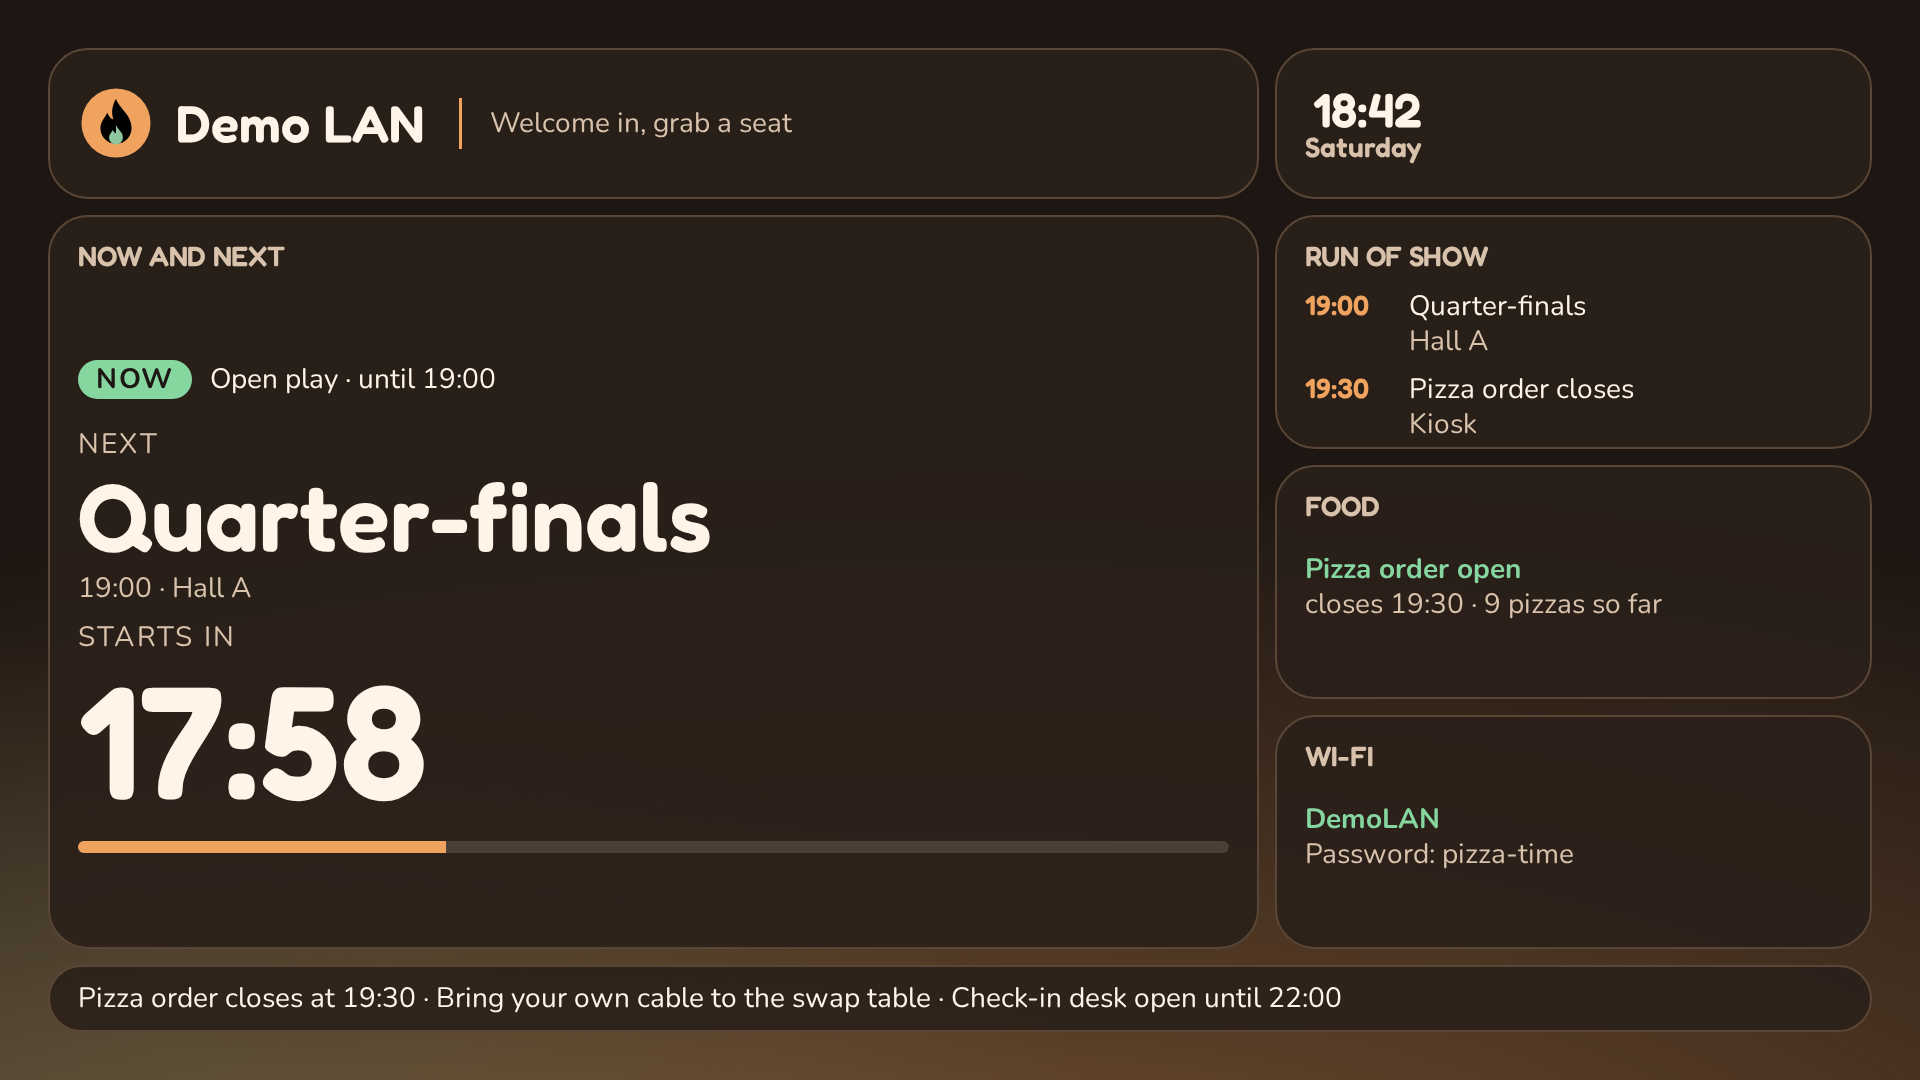 Demo LAN
Welcome in, grab a seat
18:42
Saturday
NOW AND NEXT
NOW
Open play · until 19:00
NEXT
Quarter-finals
19:00 · Hall A
STARTS IN
17:58
RUN OF SHOW
19:00 Quarter-finals
Hall A
19:30 Pizza order closes
Kiosk
FOOD
Pizza order open
closes 19:30 · 9 pizzas so far
WI-FI
DemoLAN
Password: pizza-time
Pizza order closes at 19:30 · Bring your own cable to the swap table · Check-in desk open until 22:00